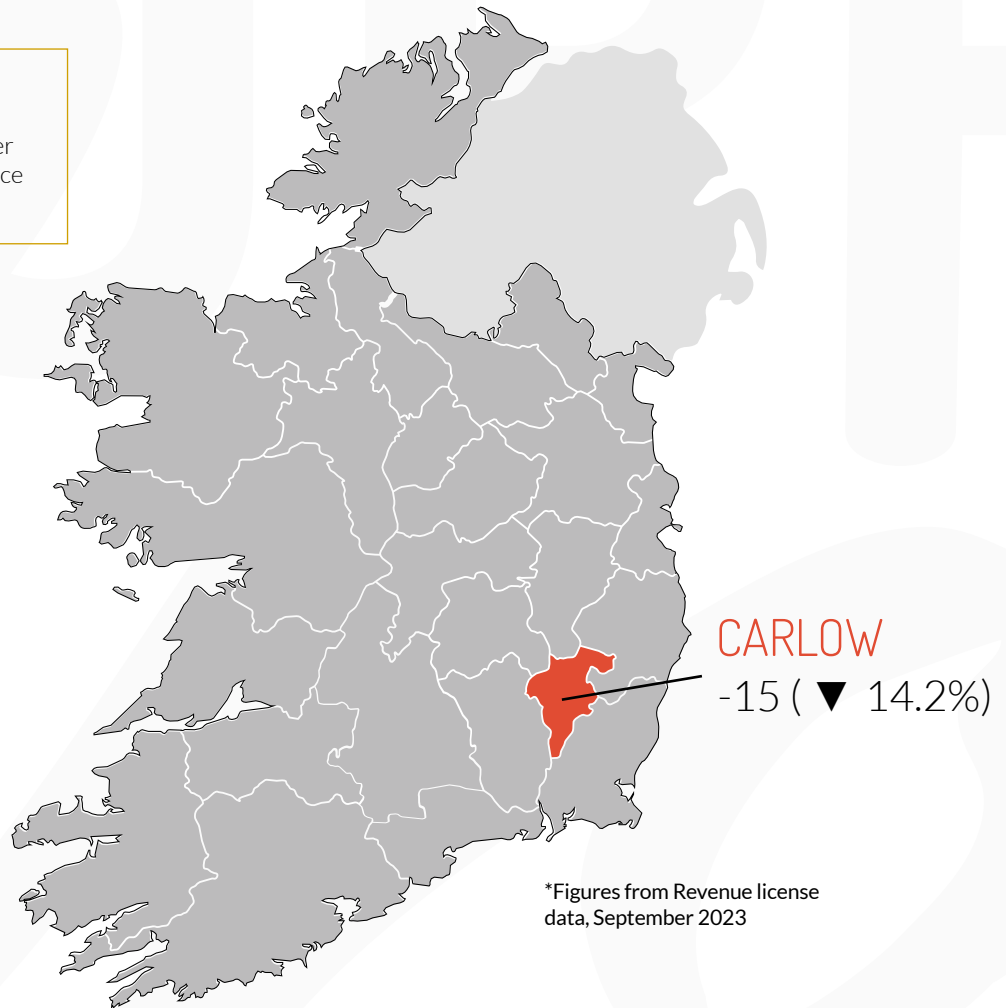 er
ce
CARLOW
-15 ( ▼ 14.2%)
*Figures from Revenue license
data, September 2023